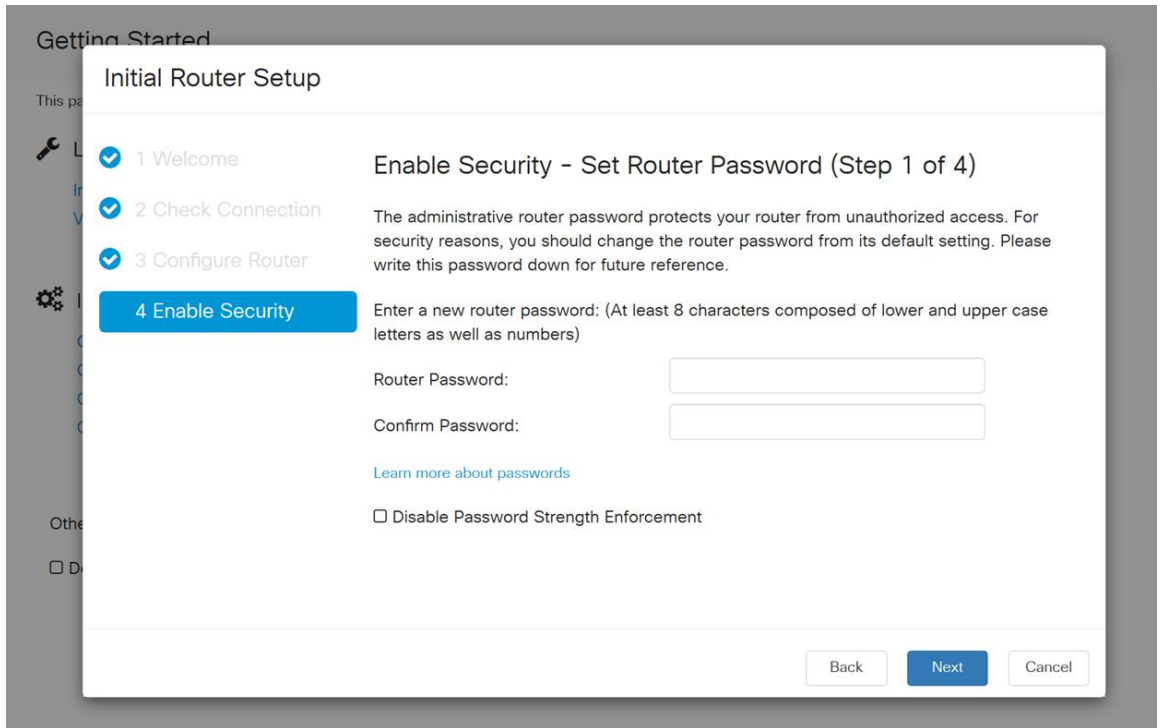 Getting Started
Initial Router Setup
This
1 Welcome
2 Check Connection
3 Configure Router
4 Enable Security
Enable Security - Set Router Password (Step 1 of 4)
The administrative router password protects your router from unauthorized access. For
security reasons, you should change the router password from its default setting. Please
write this password down for future reference.
Enter a new router password: (At least 8 characters composed of lower and upper case
letters as well as numbers)
Router Password:
Confirm Password:
Learn more about passwords
Disable Password Strength Enforcement
Back
Next
Cancel